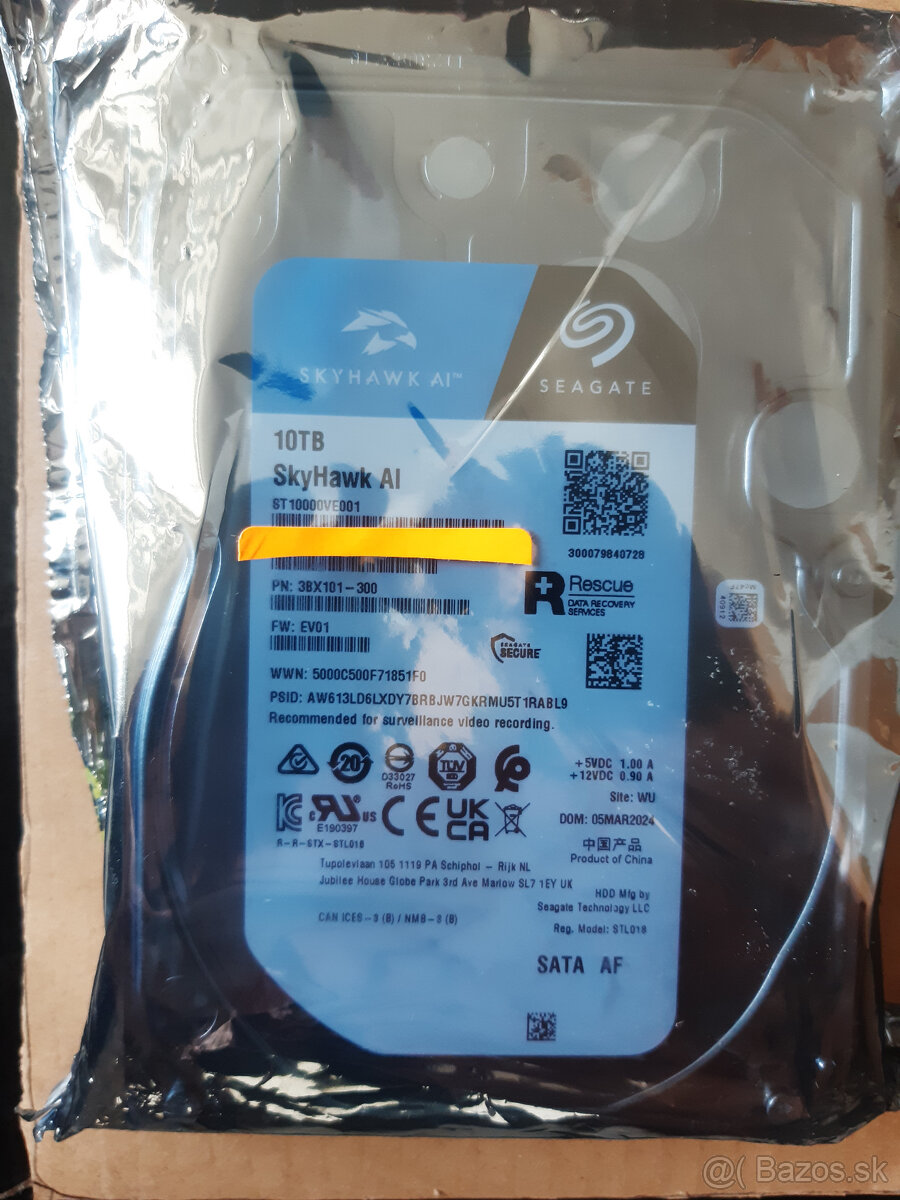 SKYHAWK AI™
SEAGATE
10TB
SkyHawk AI
ST10000VE001
300079840728
PN: 3BX101-300
Rescue
DATA RECOVERY
SERVICES
R
FW: EV01
SEAGATE
SECURE
40912
WWN: 5000C500F71851F0
PSID: AW613LD6LXDY7BRBJW7GKRMU5T1RABL9
Recommended for surveillance video recording.
20
D33027
RoHS
TÜV
+5VDC 1.00 A
+12VDC 0.90 A
Site: WU
c RU US
E190397
CE
UK
CA
DOM: 05MAR2024
R-R-STX-STL018
中国产品
Product of China
Tupolevlaan 105 1119 PA Schiphol - Rijk NL
Jubilee House Globe Park 3rd Ave Marlow SL7 1EY UK
HDD Mfg by
Seagate Technology LLC
CAN ICES-3 (B) / NMB-3 (B)
Reg. Model: STL018
SATA AF
@( Bazos.sk